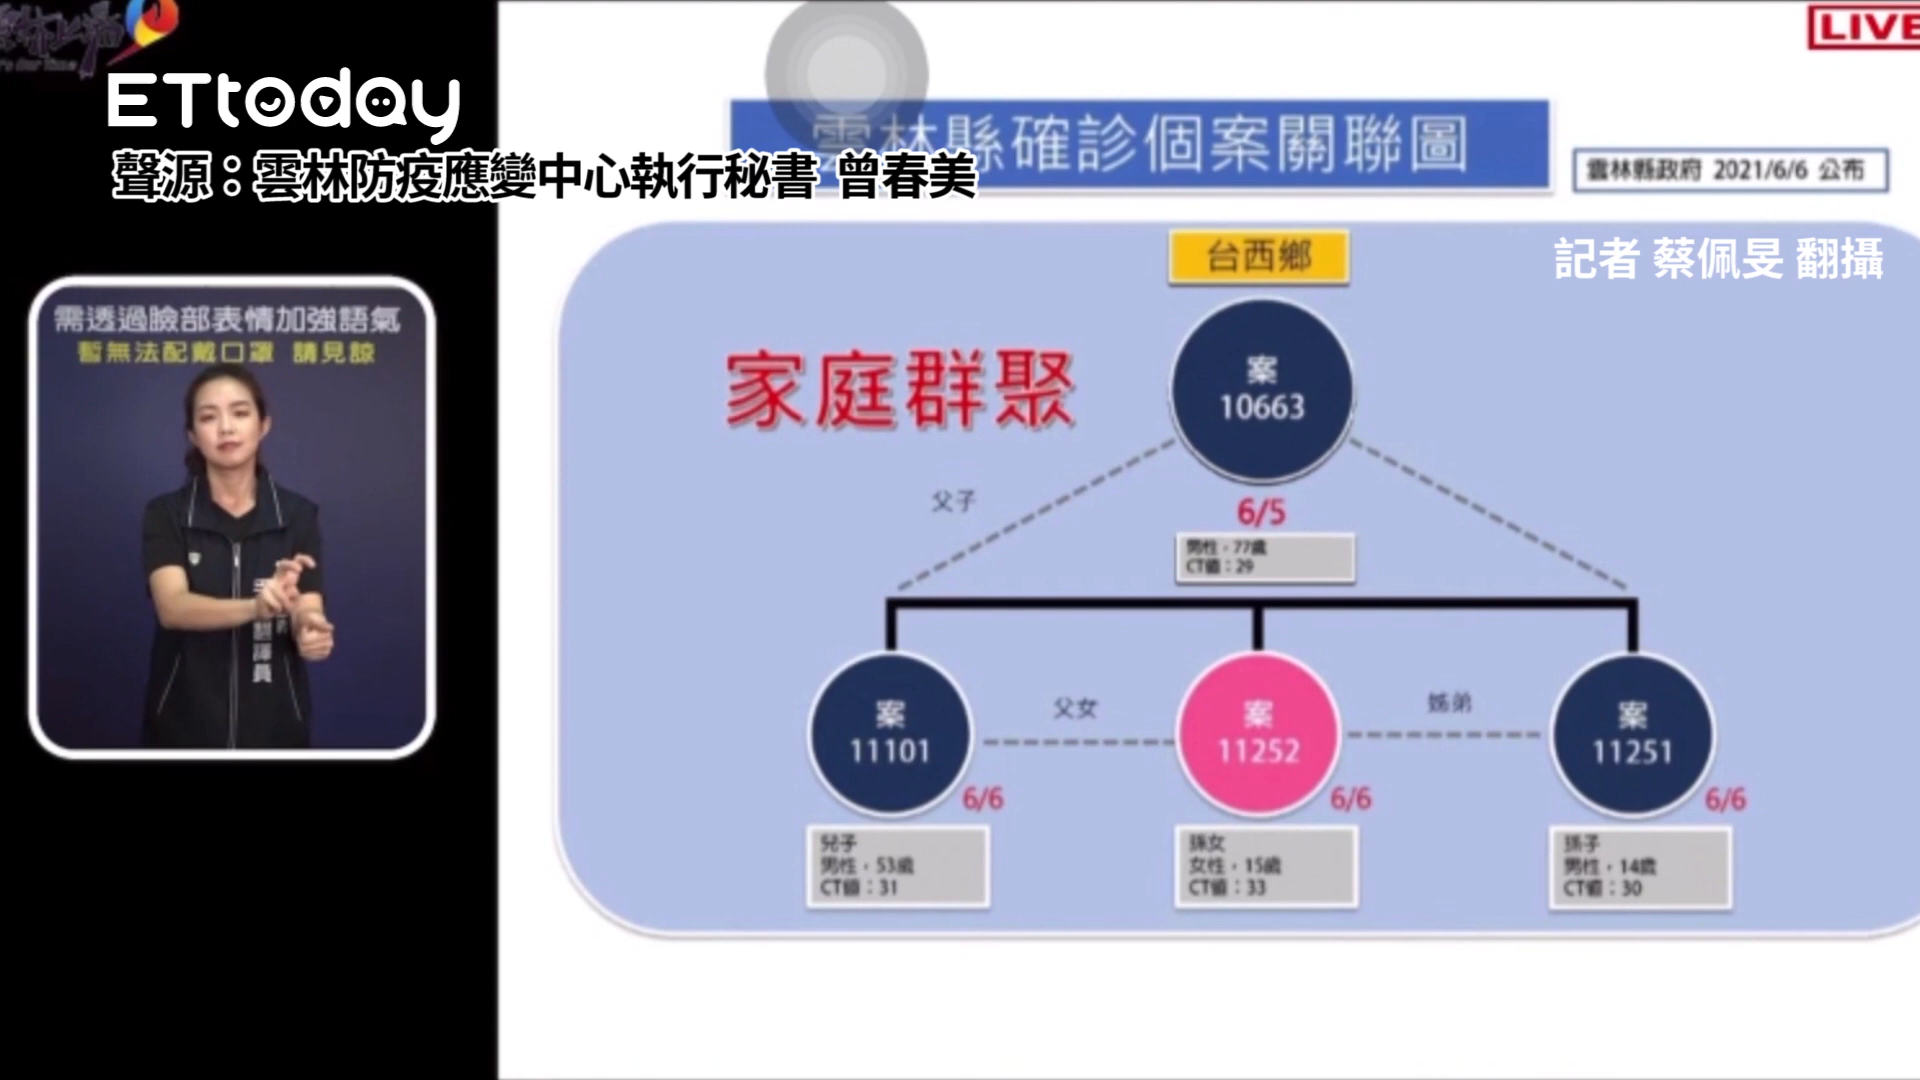 ETtoday
聲源：雲林防疫應變中心執行秘書 曾春美
LIVE
雲林縣確診個案關聯圖
雲林縣政府 2021/6/6 公布
記者 蔡佩旻 翻攝
需透過臉部表情加強語氣
暫無法配戴口罩 請見諒
台西鄉
家庭群聚
案
10663
6/5
男性，77歲
CT值：29
父子
案
11101
6/6
兒子
男性，53歲
CT值：31
父女
案
11252
6/6
孫女
女性，15歲
CT值：33
姊弟
案
11251
6/6
孫子
男性，14歲
CT值：30